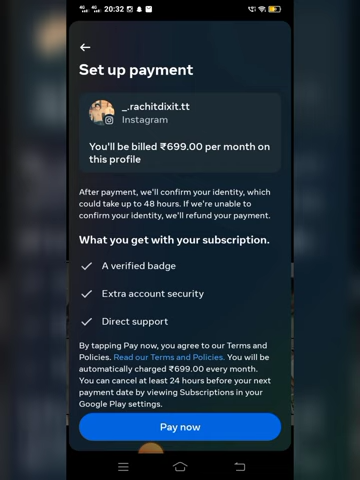 20:32
Set up payment
_.rachitdixit.tt
Instagram
You'll be billed ₹699.00 per month on
this profile
After payment, we'll confirm your identity, which
could take up to 48 hours. If we're unable to
confirm your identity, we'll refund your payment.
What you get with your subscription.
A verified badge
Extra account security
Direct support
By tapping Pay now, you agree to our Terms and
Policies. Read our Terms and Policies. You will be
automatically charged ₹699.00 every month.
You can cancel at least 24 hours before your next
payment date by viewing Subscriptions in your
Google Play settings.
Pay now